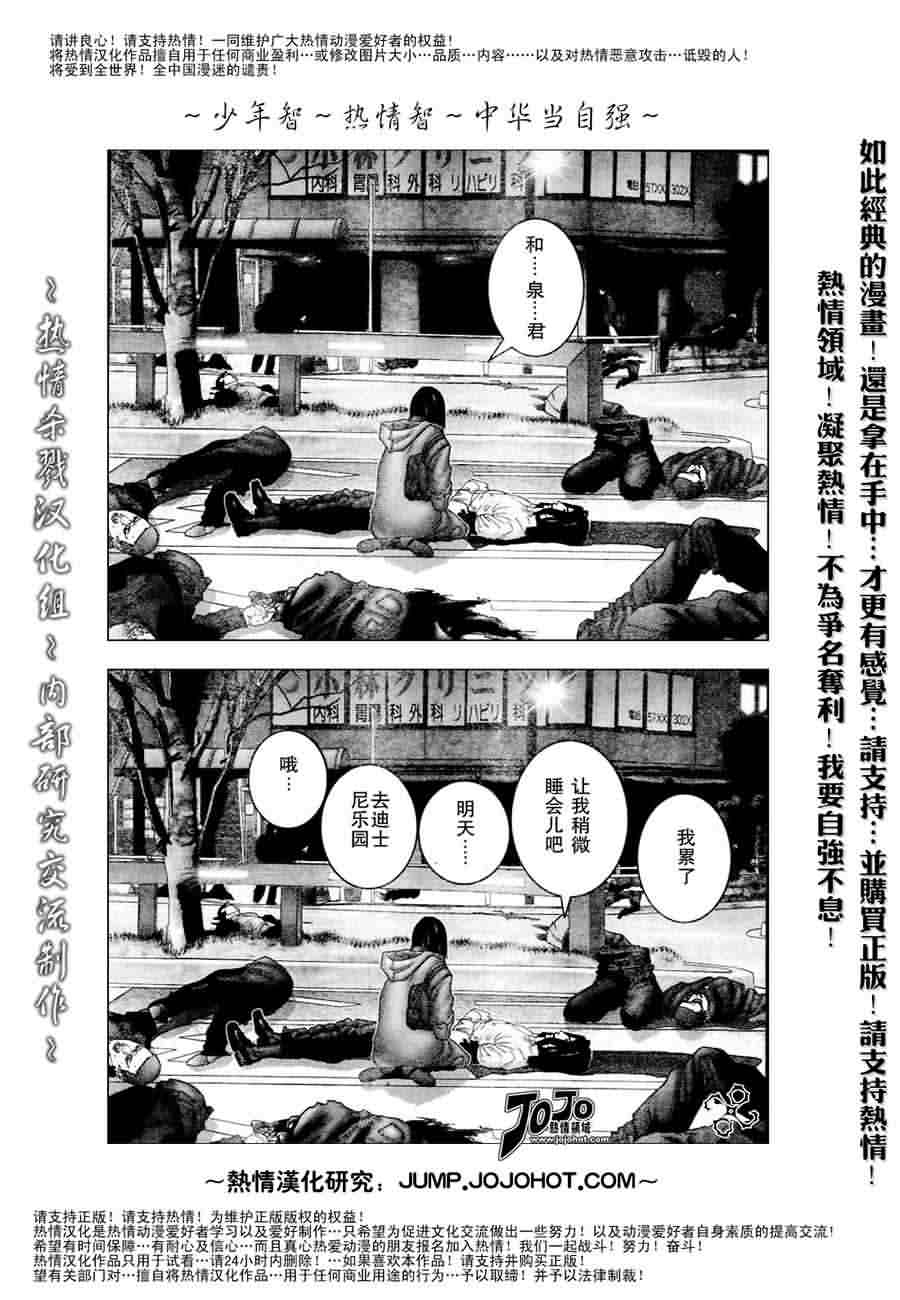 请讲良心！请支持热情！一同维护广大热情动漫爱好者的权益！
将热情汉化作品擅自用于任何商业盈利…或修改图片大小…品质…内容……以及对热情恶意攻击…诋毁的人！
将受到全世界！全中国漫迷的谴责！
～少年智～热情智～中华当自强～
如此經典的漫畫！還是拿在手中…才更有感覺…請支持…並購買正版！請支持熱情！
熱情領域！凝聚熱情！不為爭名奪利！我要自強不息！
～热情杀戮汉化组～内部研究交流制作～
小林クリニ
内科 胃 科 外科 リハビリ 科
電話 57XX 302X
和……泉……君
小林クリニ
内科 胃 科 外科 リハビリ 科
電話 57XX 302X
我累了
让我稍微
睡会儿吧
明天……
去迪士
尼乐园
哦…
JOJO
熱情領域
www.jojohot.com
～熱情漢化研究：JUMP.JOJOHOT.COM～
请支持正版！请支持热情！为维护正版版权的权益！
热情汉化是热情动漫爱好者学习以及爱好制作…只希望为促进文化交流做出一些努力！以及动漫爱好者自身素质的提高交流！
希望有时间保障…有耐心及信心…而且真心热爱动漫的朋友报名加入热情！我们一起战斗！努力！奋斗！
热情汉化作品只用于试看…请24小时内删除！…如果喜欢本作品！请支持并购买正版！
望有关部门对…擅自将热情汉化作品…用于任何商业用途的行为…予以取缔！并予以法律制裁！